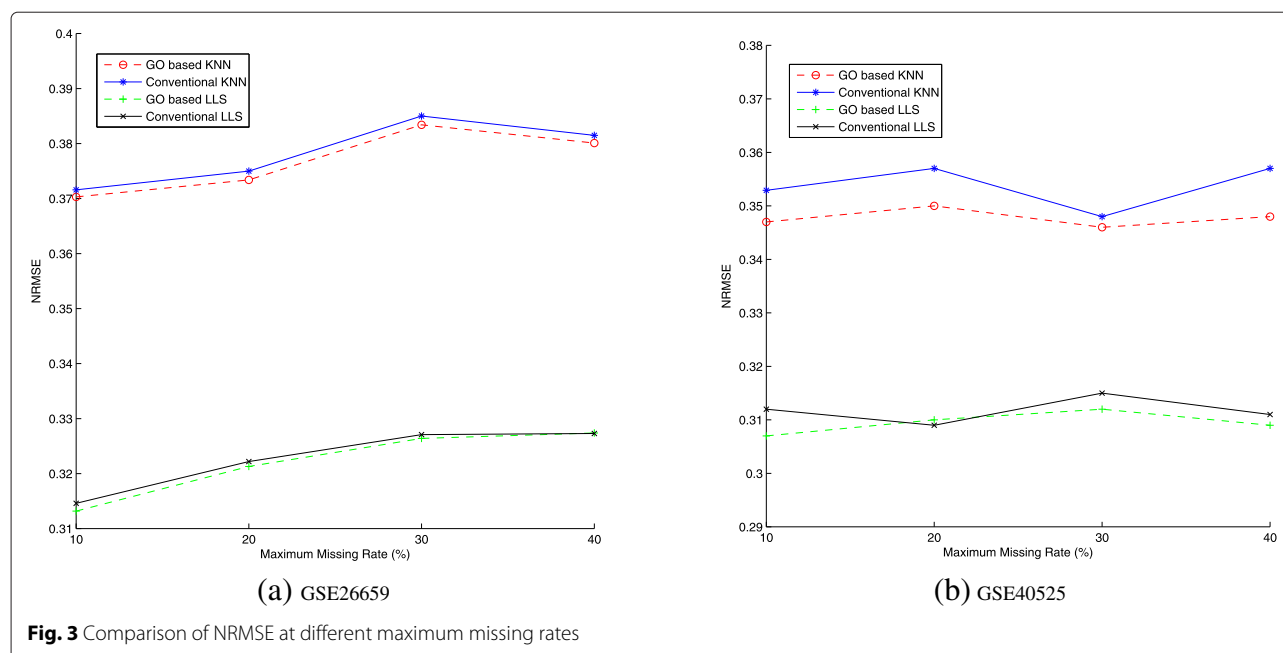 0.4
0.39
0.38
0.37
0.36
0.35
0.34
0.33
0.32
0.31
NRMSE
GO based KNN
Conventional KNN
GO based LLS
Conventional LLS
10 20 30 40
Maximum Missing Rate (%)
(a) GSE26659
0.38
0.37
0.36
0.35
0.34
0.33
0.32
0.31
0.3
0.29
NRMSE
GO based KNN
Conventional KNN
GO based LLS
Conventional LLS
10 20 30 40
Maximum Missing Rate (%)
(b) GSE40525
Fig. 3 Comparison of NRMSE at different maximum missing rates